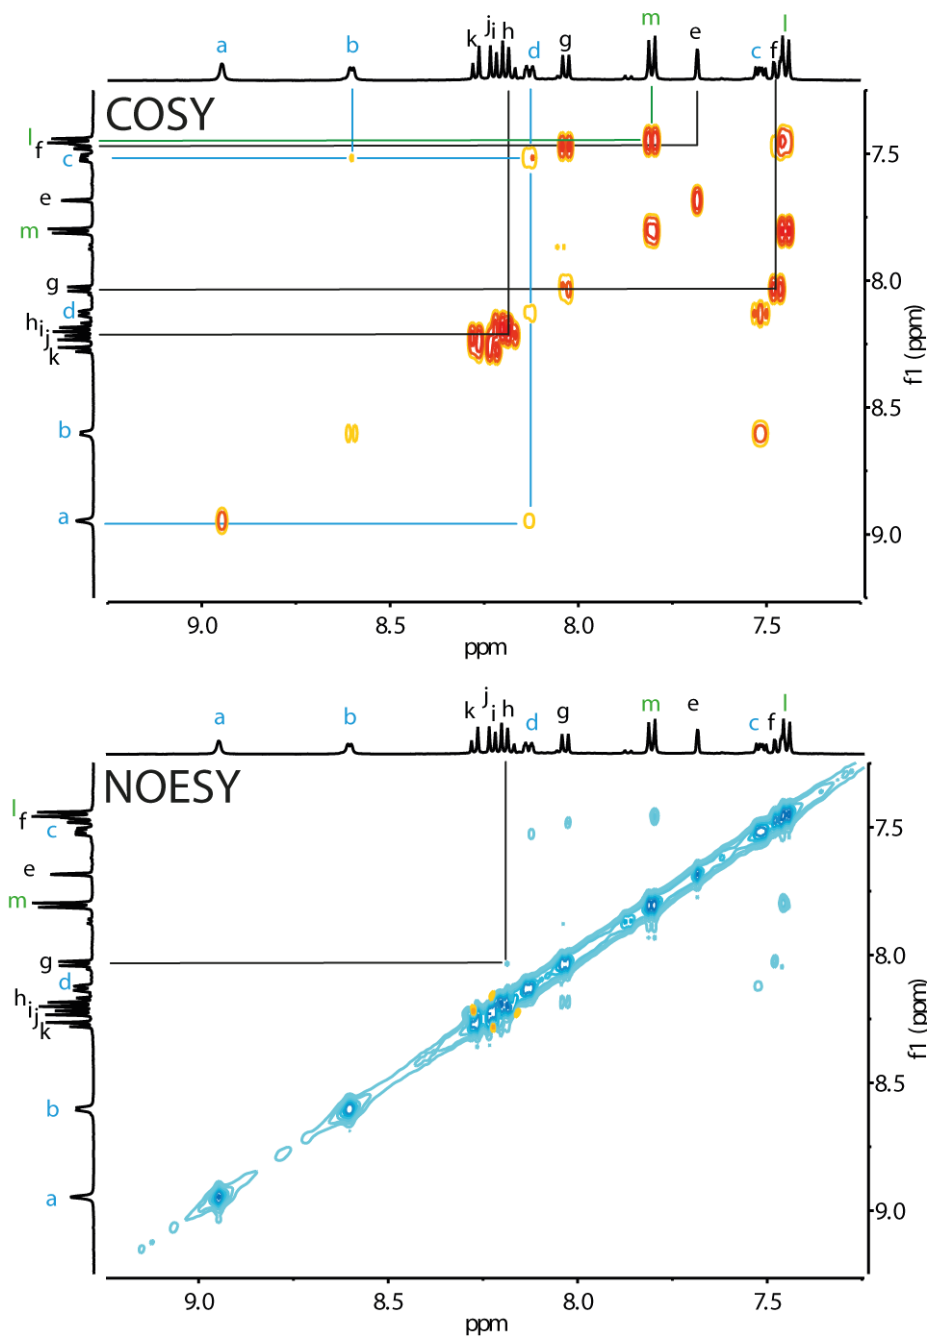 a b k j i h d g m e c f l
COSY
l
f
c
e
m
g
d
h i j k
b
a
7.5
8.0
8.5
9.0
f1 (ppm)
9.0 8.5 8.0 7.5
ppm
a b k j i h d g m e c f l
NOESY
l
f
c
e
m
g
d
h i j k
b
a
7.5
8.0
8.5
9.0
f1 (ppm)
9.0 8.5 8.0 7.5
ppm